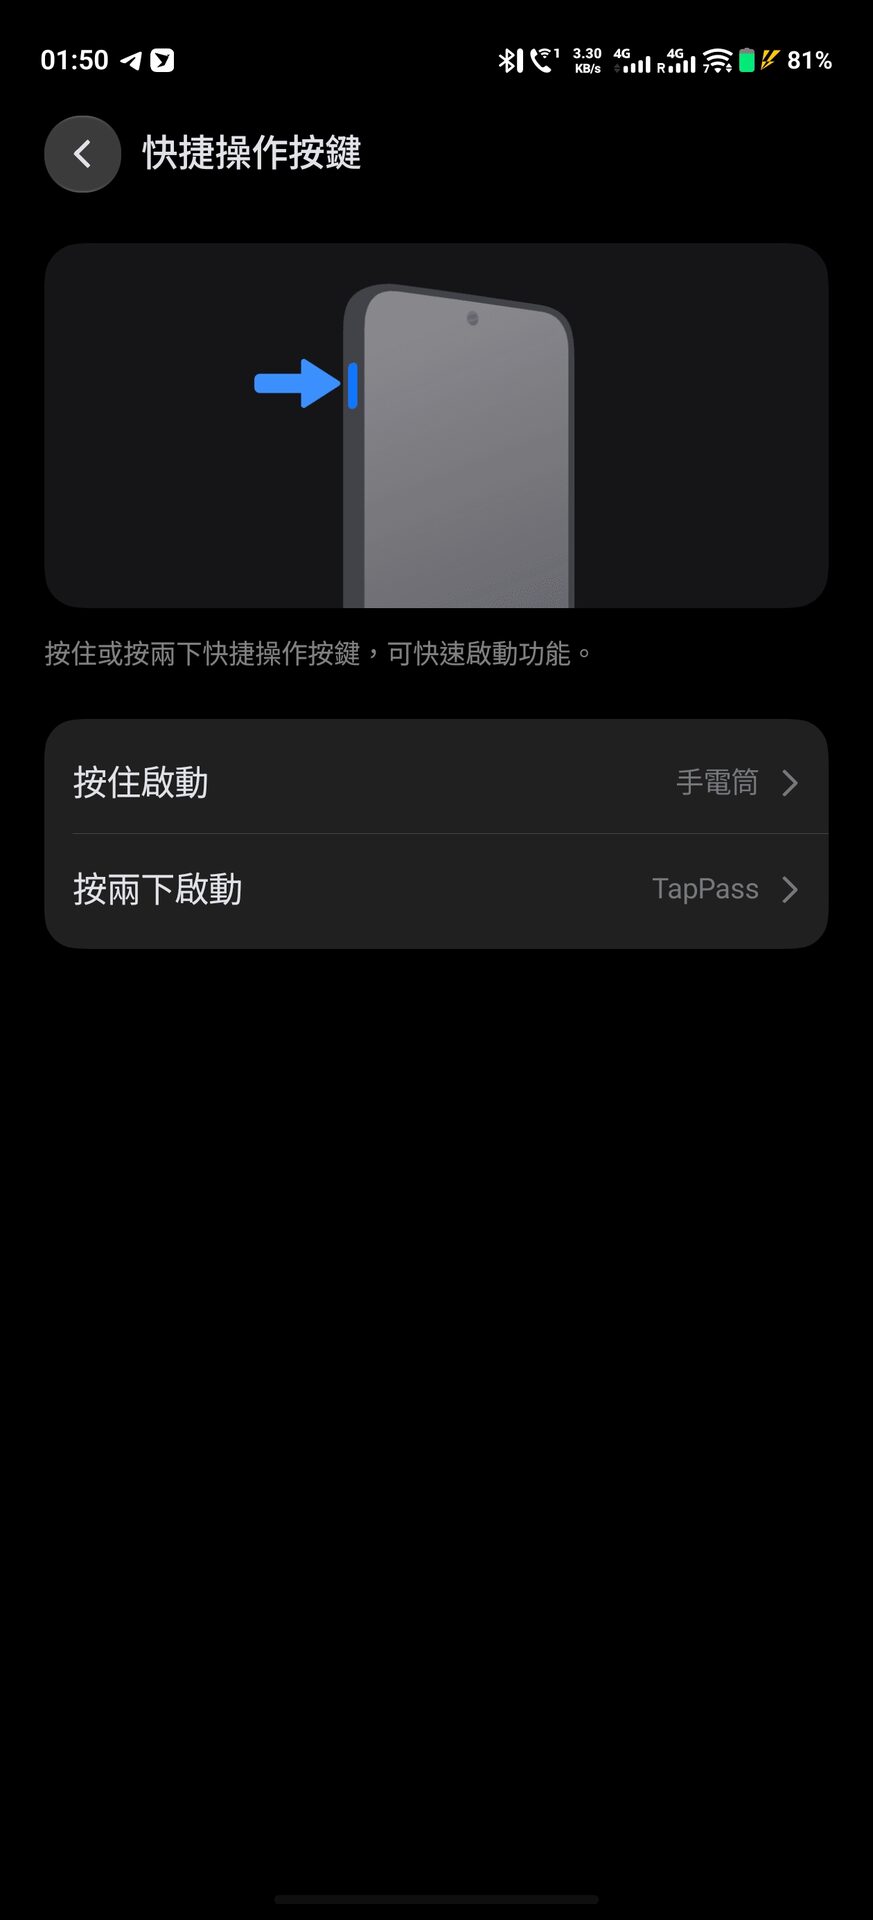 01:50
1 3.30 KB/s 4G R 4G 7 81%
快捷操作按鍵
按住或按兩下快捷操作按鍵，可快速啟動功能。
按住啟動 手電筒
按兩下啟動 TapPass